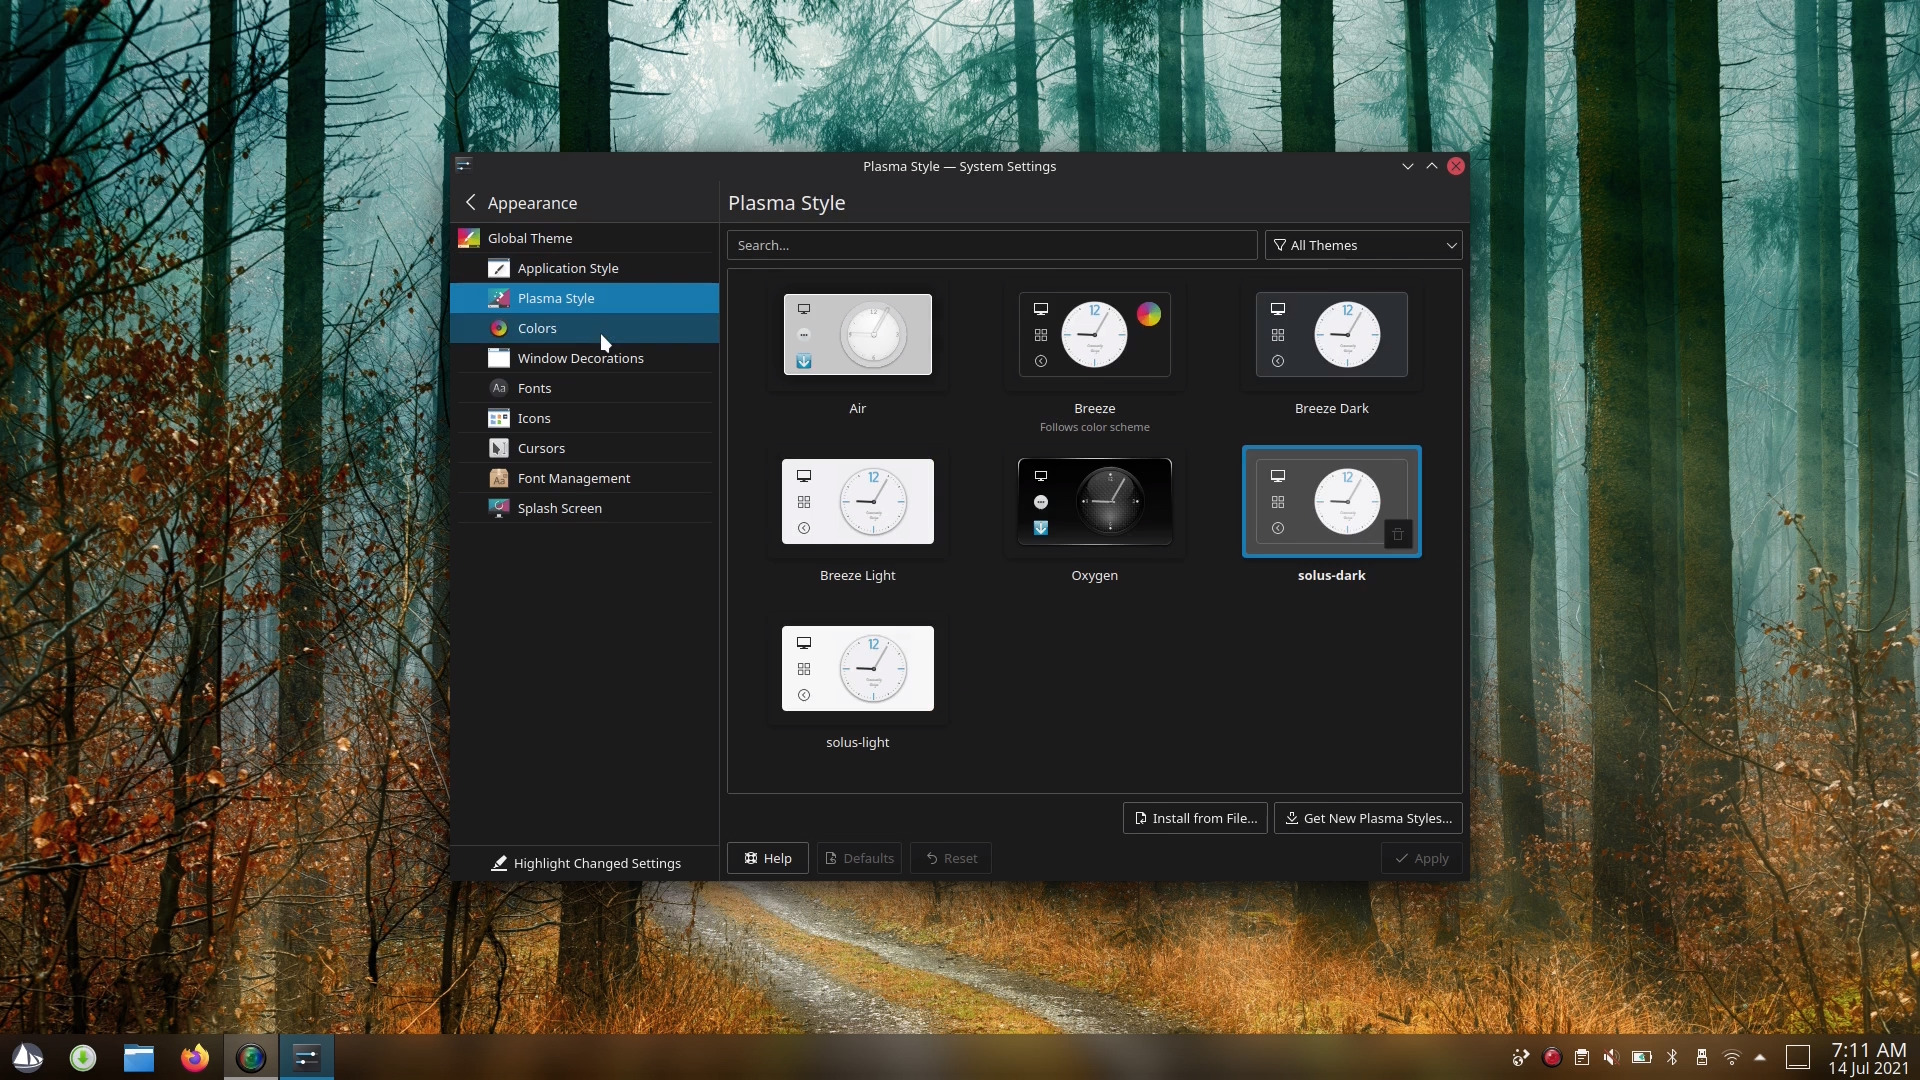 Plasma Style — System Settings
Appearance
Plasma Style
Global Theme
Application Style
Plasma Style
Colors
Window Decorations
Fonts
Icons
Cursors
Font Management
Splash Screen
Highlight Changed Settings
Search...
All Themes
Air
Breeze
Follows color scheme
Breeze Dark
Breeze Light
Oxygen
solus-dark
solus-light
12
12
12
12
12
Install from File...
Get New Plasma Styles...
Help
Defaults
Reset
Apply
7:11 AM
14 Jul 2021